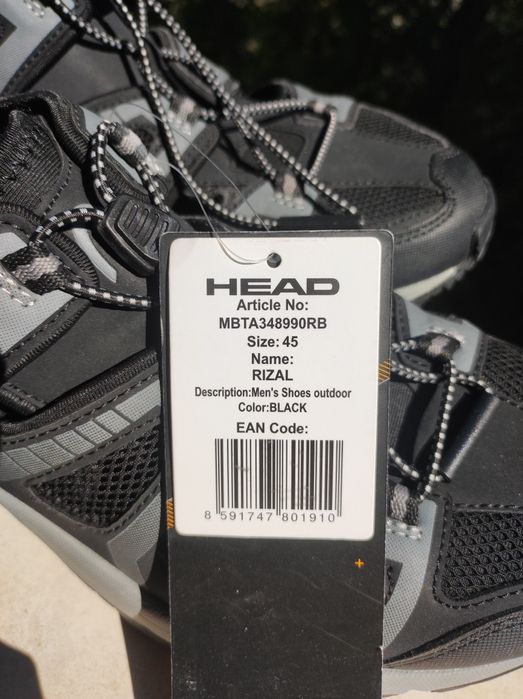 HEAD
Article No:
MBTA348990RB
Size: 45
Name:
RIZAL
Description:Men's Shoes outdoor
Color:BLACK
EAN Code:
8 591747 801910